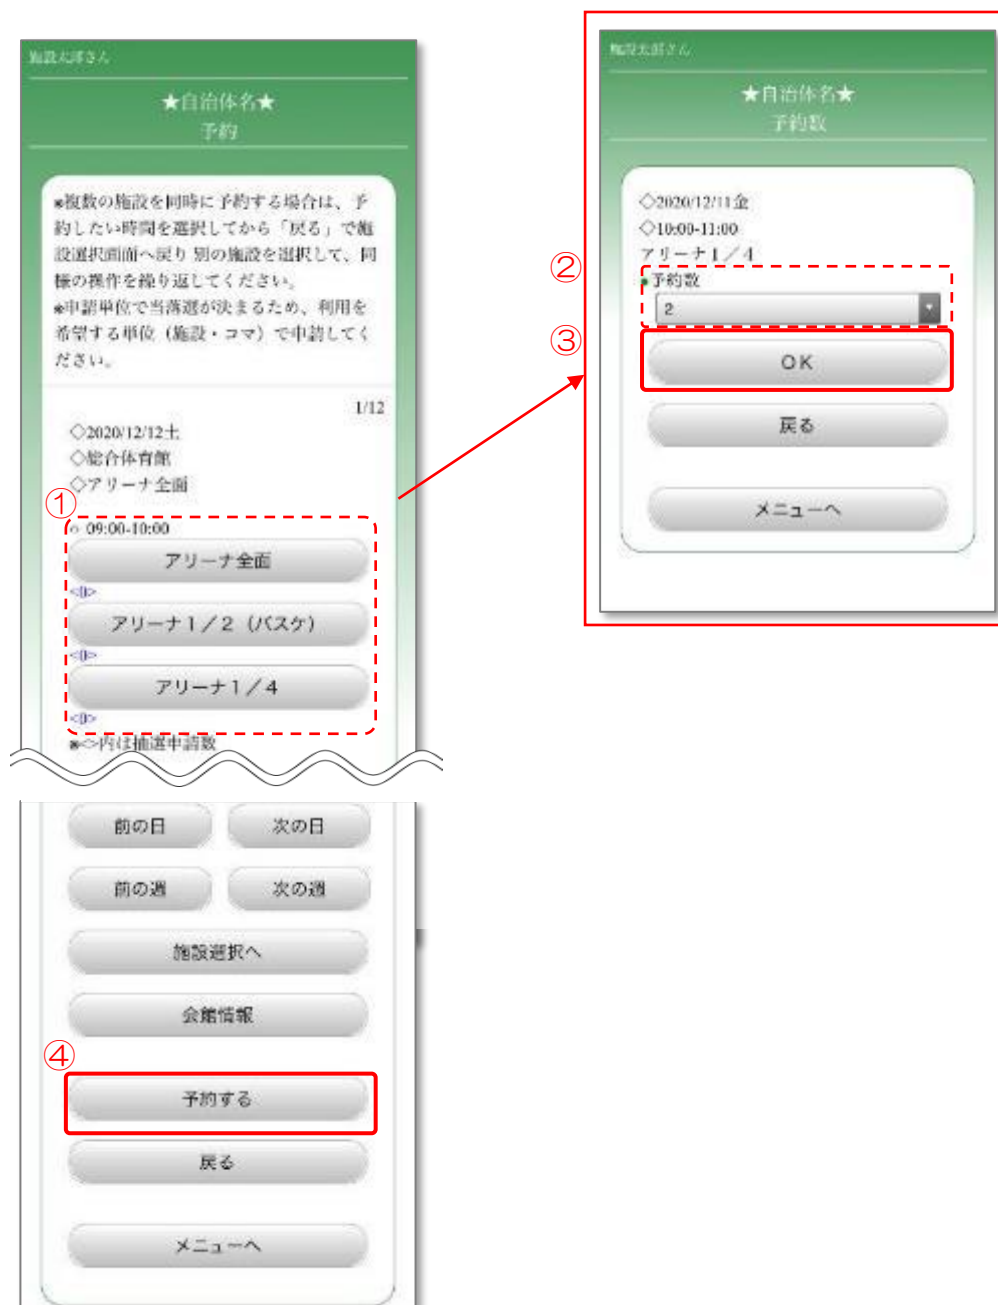 施設太郎さん
★自治体名★
予約
※複数の施設を同時に予約する場合は、予
約したい時間を選択してから「戻る」で施
設選択画面へ戻り 別の施設を選択して、同
様の操作を繰り返してください。
※申請単位で当落選が決まるため、利用を
希望する単位（施設・コマ）で申請してく
ださい。
1/12
◇2020/12/12土
◇総合体育館
◇アリーナ全面
①
○ 09:00-10:00
アリーナ全面
<0>
アリーナ1／2（バスケ）
<0>
アリーナ1／4
<0>
※<>内は抽選申請数
前の日
次の日
前の週
次の週
施設選択へ
会館情報
④
予約する
戻る
メニューへ
施設太郎さん
★自治体名★
予約数
◇2020/12/11金
◇10:00-11:00
アリーナ1／4
②
●予約数
2
③
OK
戻る
メニューへ